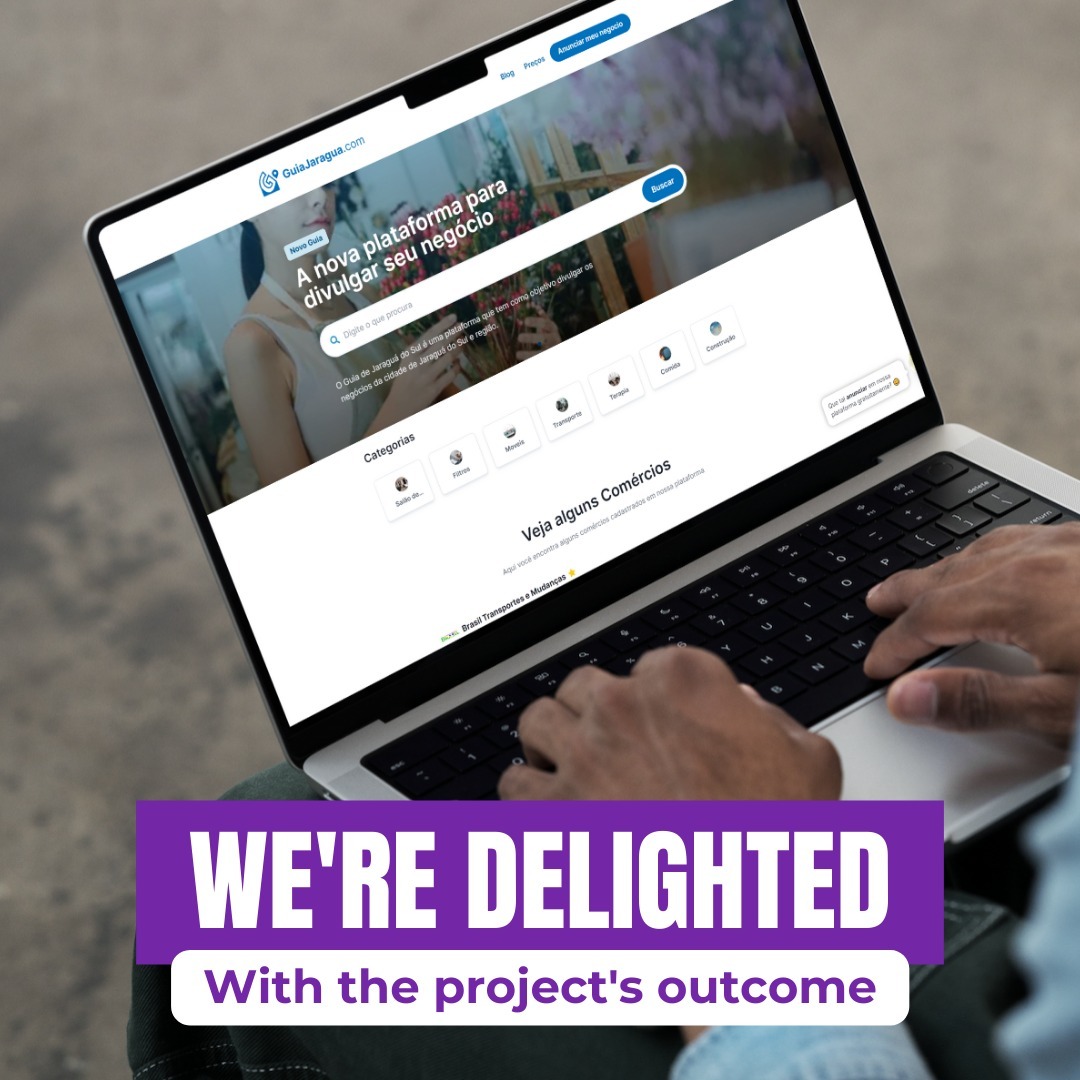 Blog
Preços
Anunciar meu negocio
GuiaJaragua.com
Novo Guia
A nova plataforma para
divulgar seu negócio
Digite o que procura
Buscar
O Guia de Jaraguá do Sul é uma plataforma que tem como objetivo divulgar os
negócios da cidade de Jaraguá do Sul e região.
Categorias
Salão de...
Filtros
Moveis
Transporte
Terapia
Comida
Construção
Que tal anunciar em nossa
plataforma gratuitamente?
Veja alguns Comércios
Aqui você encontra alguns comércios cadastrados em nossa plataforma
Brasil Transportes e Mudanças
delete
return
esc
O P
U I
Y
H J K
B N M
WE'RE DELIGHTED
With the project's outcome